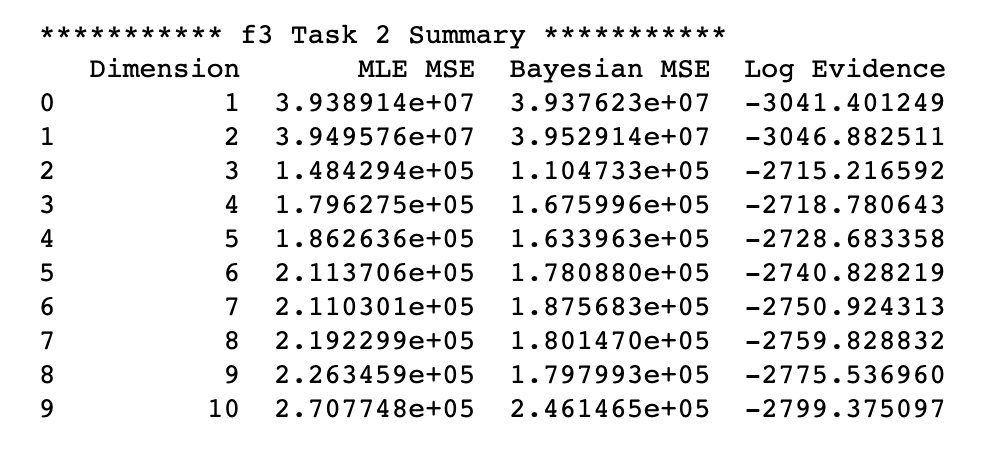 *********** f3 Task 2 Summary ***********
   Dimension       MLE MSE  Bayesian MSE  Log Evidence
0          1  3.938914e+07  3.937623e+07  -3041.401249
1          2  3.949576e+07  3.952914e+07  -3046.882511
2          3  1.484294e+05  1.104733e+05  -2715.216592
3          4  1.796275e+05  1.675996e+05  -2718.780643
4          5  1.862636e+05  1.633963e+05  -2728.683358
5          6  2.113706e+05  1.780880e+05  -2740.828219
6          7  2.110301e+05  1.875683e+05  -2750.924313
7          8  2.192299e+05  1.801470e+05  -2759.828832
8          9  2.263459e+05  1.797993e+05  -2775.536960
9         10  2.707748e+05  2.461465e+05  -2799.375097